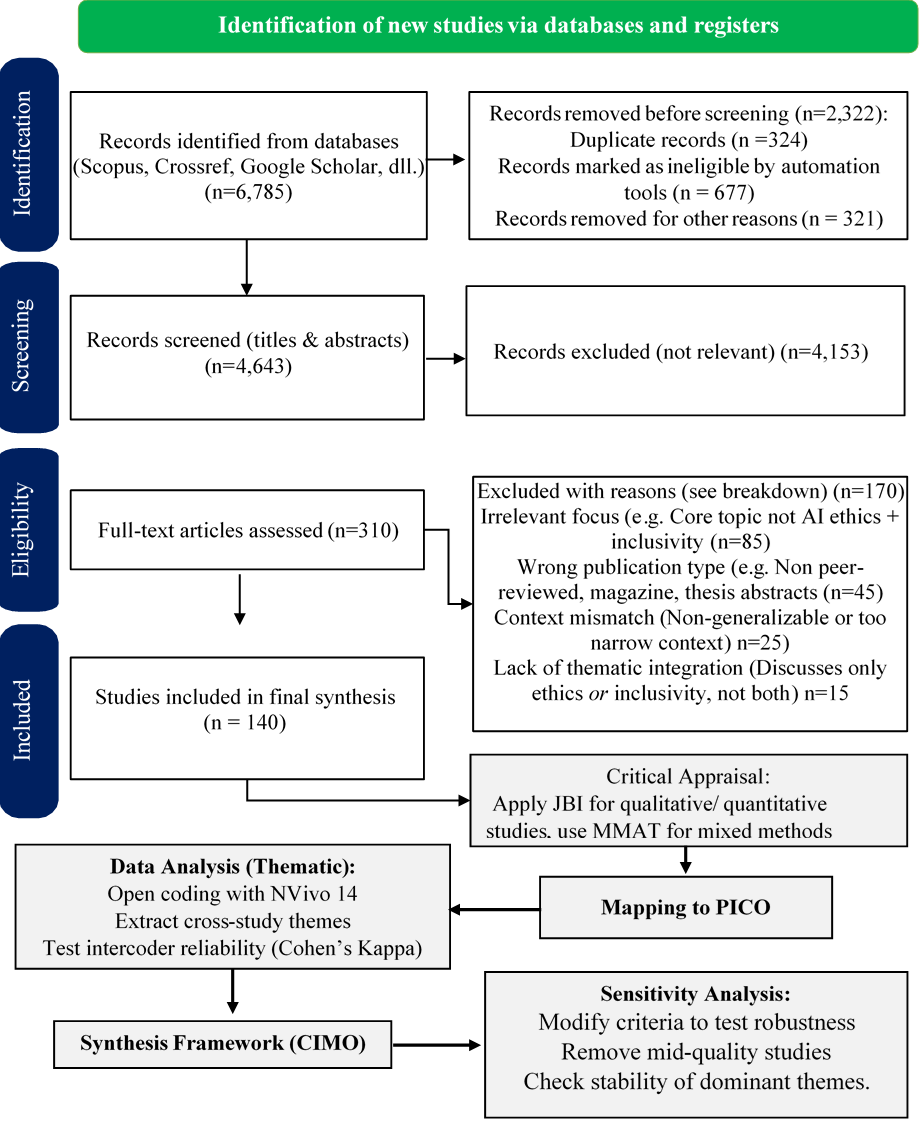 Identification of new studies via databases and registers
Identification
Records identified from databases
(Scopus, Crossref, Google Scholar, dll.)
(n=6,785)
Records removed before screening (n=2,322):
Duplicate records (n =324)
Records marked as ineligible by automation
tools (n = 677)
Records removed for other reasons (n = 321)
Screening
Records screened (titles & abstracts)
(n=4,643)
Records excluded (not relevant) (n=4,153)
Eligibility
Full-text articles assessed (n=310)
Excluded with reasons (see breakdown) (n=170)
Irrelevant focus (e.g. Core topic not AI ethics +
inclusivity (n=85)
Wrong publication type (e.g. Non peer-
reviewed, magazine, thesis abstracts (n=45)
Context mismatch (Non-generalizable or too
narrow context) n=25)
Lack of thematic integration (Discusses only
ethics or inclusivity, not both) n=15
Included
Studies included in final synthesis
(n = 140)
Critical Appraisal:
Apply JBI for qualitative/ quantitative
studies, use MMAT for mixed methods
Mapping to PICO
Data Analysis (Thematic):
Open coding with NVivo 14
Extract cross-study themes
Test intercoder reliability (Cohen's Kappa)
Synthesis Framework (CIMO)
Sensitivity Analysis:
Modify criteria to test robustness
Remove mid-quality studies
Check stability of dominant themes.